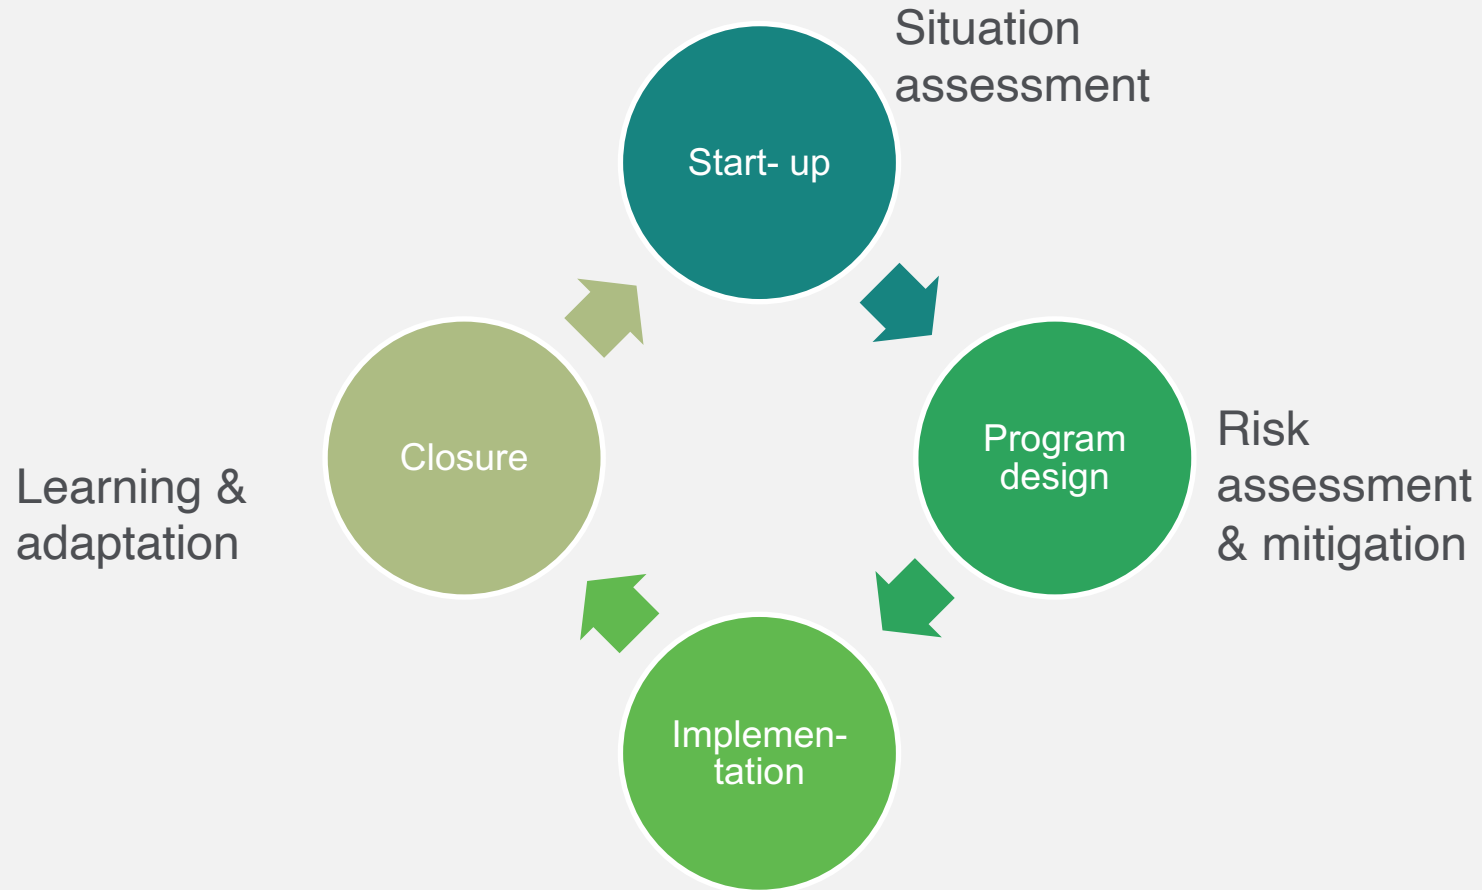 Situation
assessment
Start- up
Program
design
Risk
assessment
& mitigation
Implemen-
tation
Closure
Learning &
adaptation